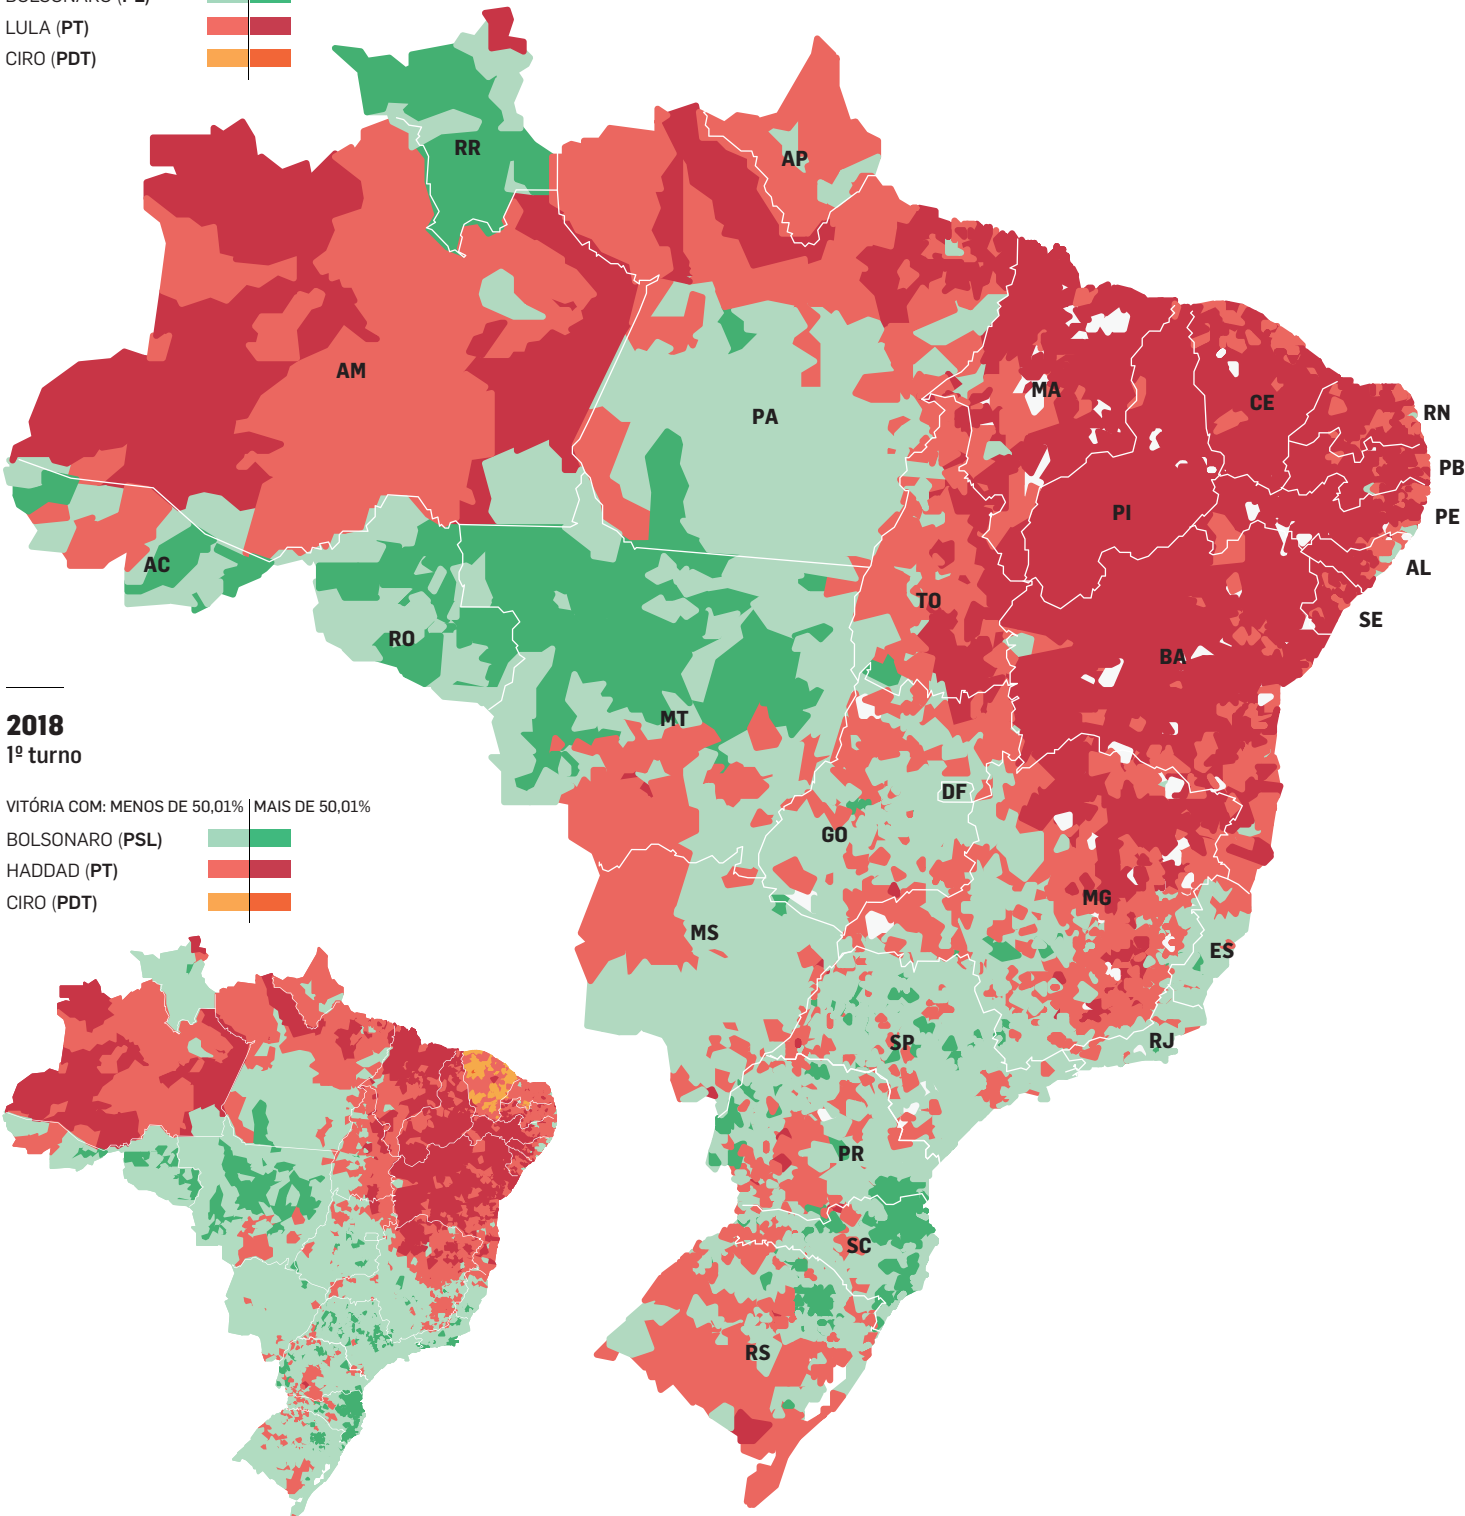 LULA (PT)
CIRO (PDT)
RR
AP
AM
PA
MA
CE
RN
PB
PI
PE
AC
AL
TO
SE
RO
BA
MT
2018
1º turno
DF
VITÓRIA COM: MENOS DE 50,01% MAIS DE 50,01%
BOLSONARO (PSL)
GO
HADDAD (PT)
CIRO (PDT)
MG
MS
ES
SP
RJ
PR
SC
RS